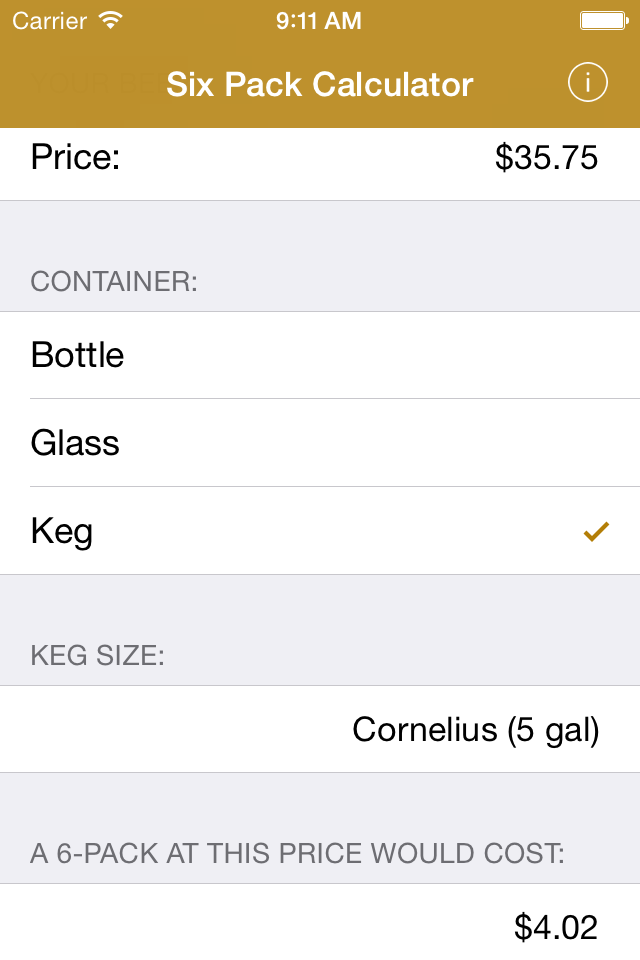 Carrier 9:11 AM
Six Pack Calculator
Price: $35.75
CONTAINER:
Bottle
Glass
Keg
KEG SIZE:
Cornelius (5 gal)
A 6-PACK AT THIS PRICE WOULD COST:
$4.02